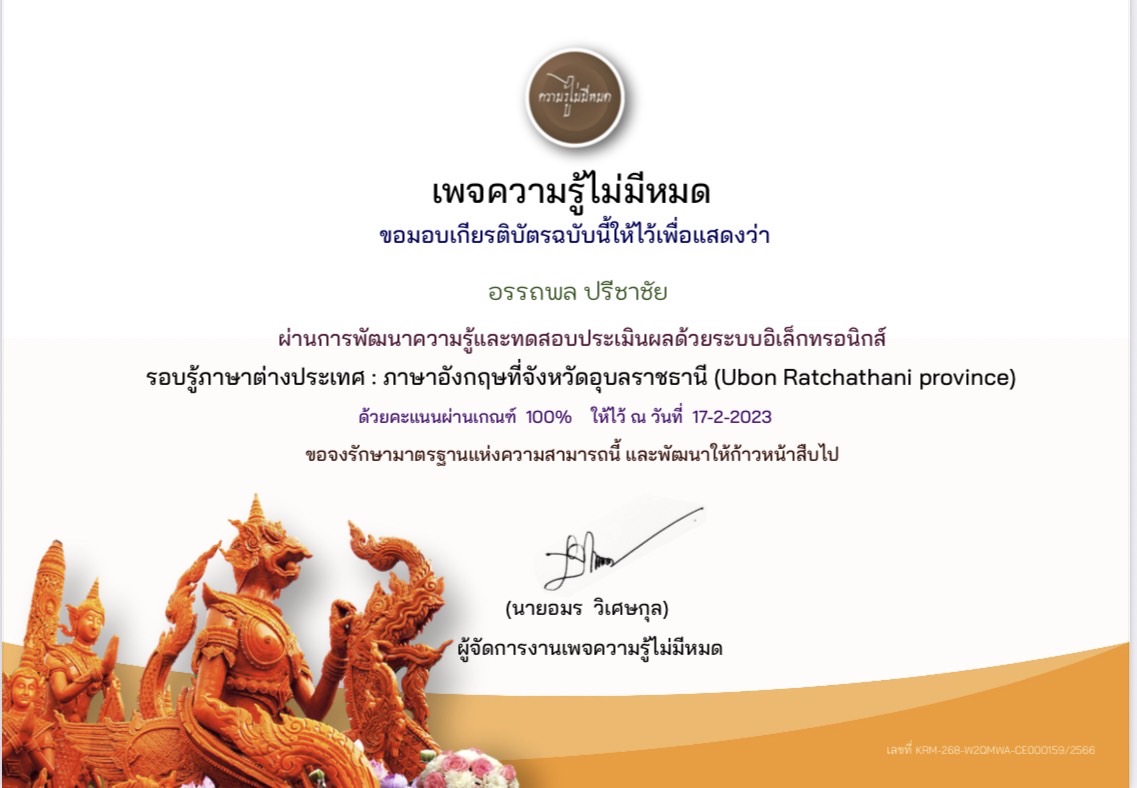 ความรู้ไม่มีหมด
เพจความรู้ไม่มีหมด
ขอมอบเกียรติบัตรฉบับนี้ให้ไว้เพื่อแสดงว่า
อรรถพล ปรีชาชัย
ผ่านการพัฒนาความรู้และทดสอบประเมินผลด้วยระบบอิเล็กทรอนิกส์
รอบรู้ภาษาต่างประเทศ : ภาษาอังกฤษที่จังหวัดอุบลราชธานี (Ubon Ratchathani province)
ด้วยคะแนนผ่านเกณฑ์ 100% ให้ไว้ ณ วันที่ 17-2-2023
ขอจงรักษามาตรฐานแห่งความสามารถนี้ และพัฒนาให้ก้าวหน้าสืบไป
(นายอมร วิเศษกุล)
ผู้จัดการงานเพจความรู้ไม่มีหมด
เลขที่ KRM-268-W2QMWA-CE000159/2566